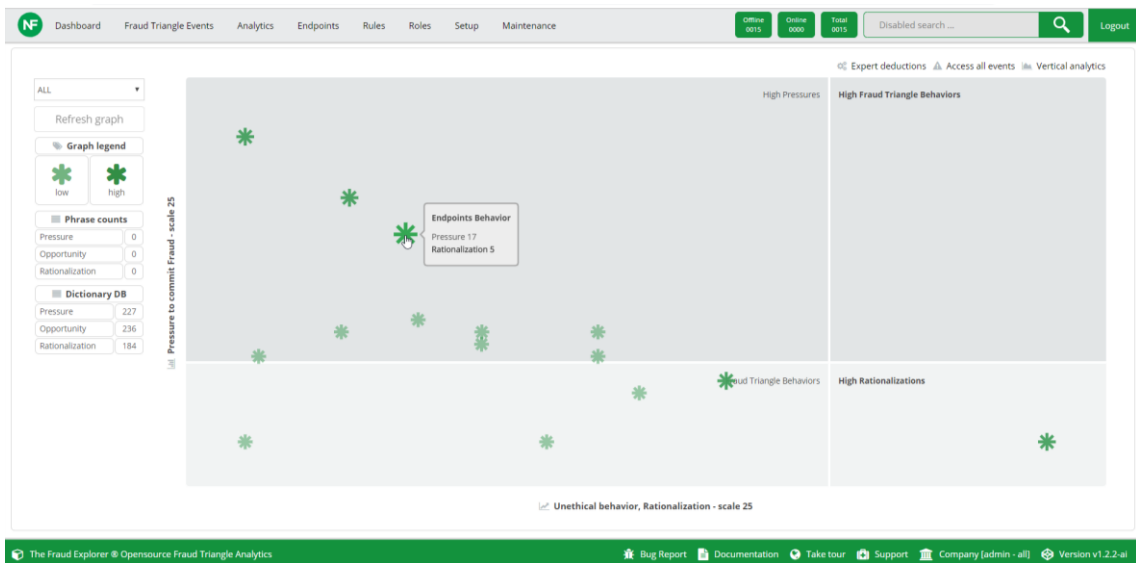 NF
Dashboard
Fraud Triangle Events
Analytics
Endpoints
Rules
Roles
Setup
Maintenance
Offline
0015
Online
0000
Total
0015
Disabled search ...
Logout
Expert deductions
Access all events
Vertical analytics
ALL
Refresh graph
Graph legend
low
high
Phrase counts
Pressure 0
Opportunity 0
Rationalization 0
Dictionary DB
Pressure 227
Opportunity 236
Rationalization 184
Pressure to commit Fraud - scale 25
High Pressures
High Fraud Triangle Behaviors
Endpoints Behavior
Pressure 17
Rationalization 5
aud Triangle Behaviors
High Rationalizations
Unethical behavior, Rationalization - scale 25
The Fraud Explorer ® Opensource Fraud Triangle Analytics
Bug Report
Documentation
Take tour
Support
Company [admin - all]
Version v1.2.2-ai